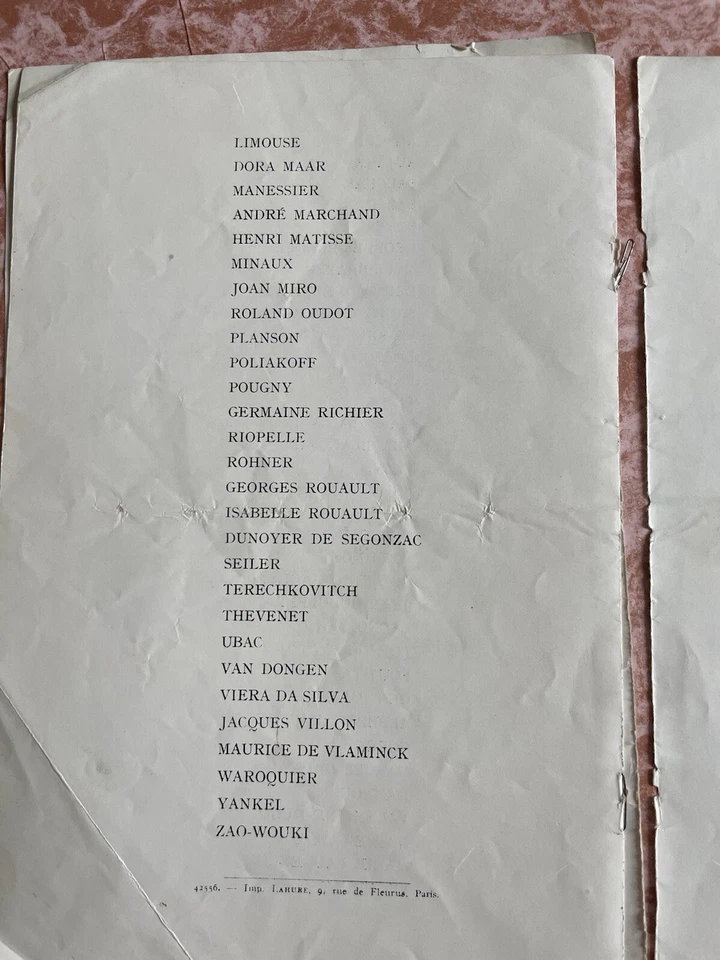 LIMOUSE
DORA MAAR
MANESSIER
ANDRÉ MARCHAND
HENRI MATISSE
MINAUX
JOAN MIRO
ROLAND OUDOT
PLANSON
POLIAKOFF
POUGNY
GERMAINE RICHIER
RIOPELLE
ROHNER
GEORGES ROUAULT
ISABELLE ROUAULT
DUNOYER DE SEGONZAC
SEILER
TERECHKOVITCH
THEVENET
UBAC
VAN DONGEN
VIERA DA SILVA
JACQUES VILLON
MAURICE DE VLAMINCK
WAROQUIER
YANKEL
ZAO-WOUKI
42556. — Imp. LAHURE, 9, rue de Fleurus, Paris.